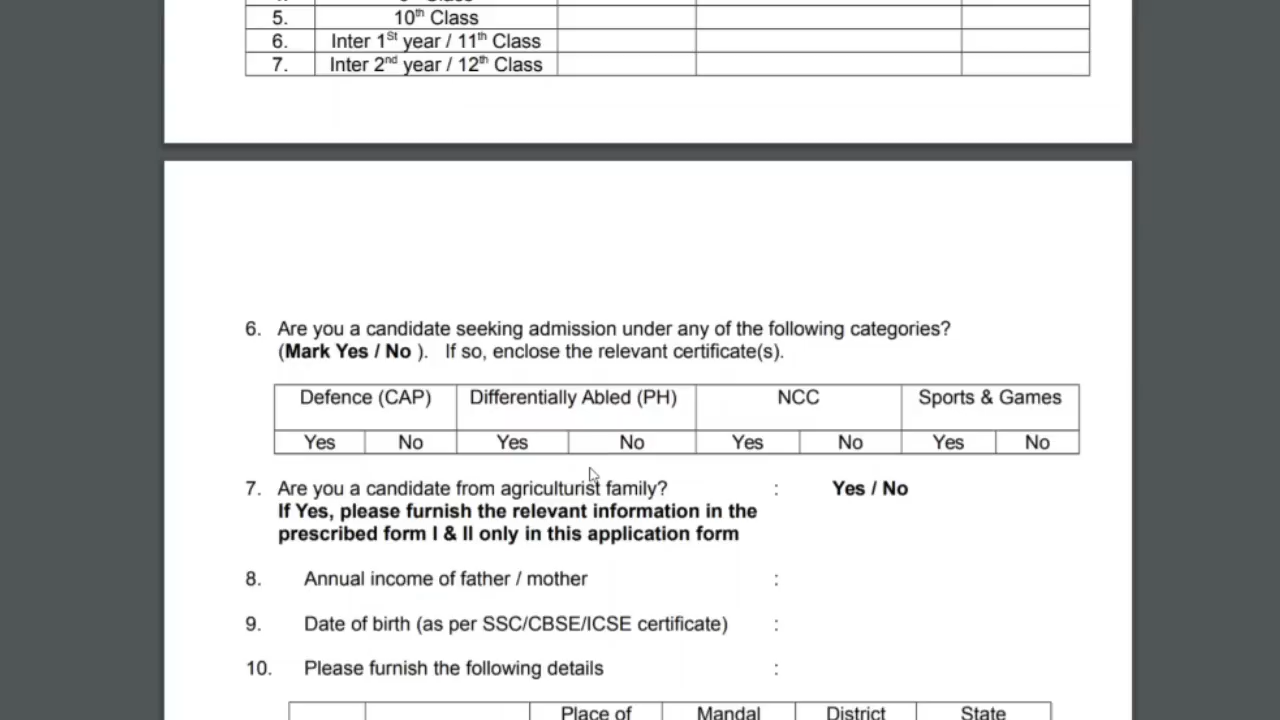 5. 10th Class
6. Inter 1St year / 11th Class
7. Inter 2nd year / 12th Class
6. Are you a candidate seeking admission under any of the following categories?
(Mark Yes / No ). If so, enclose the relevant certificate(s).
Defence (CAP) Differentially Abled (PH) NCC Sports & Games
Yes No Yes No Yes No Yes No
7. Are you a candidate from agriculturist family? : Yes / No
If Yes, please furnish the relevant information in the
prescribed form I & II only in this application form
8. Annual income of father / mother :
9. Date of birth (as per SSC/CBSE/ICSE certificate) :
10. Please furnish the following details :
Place of Mandal District State